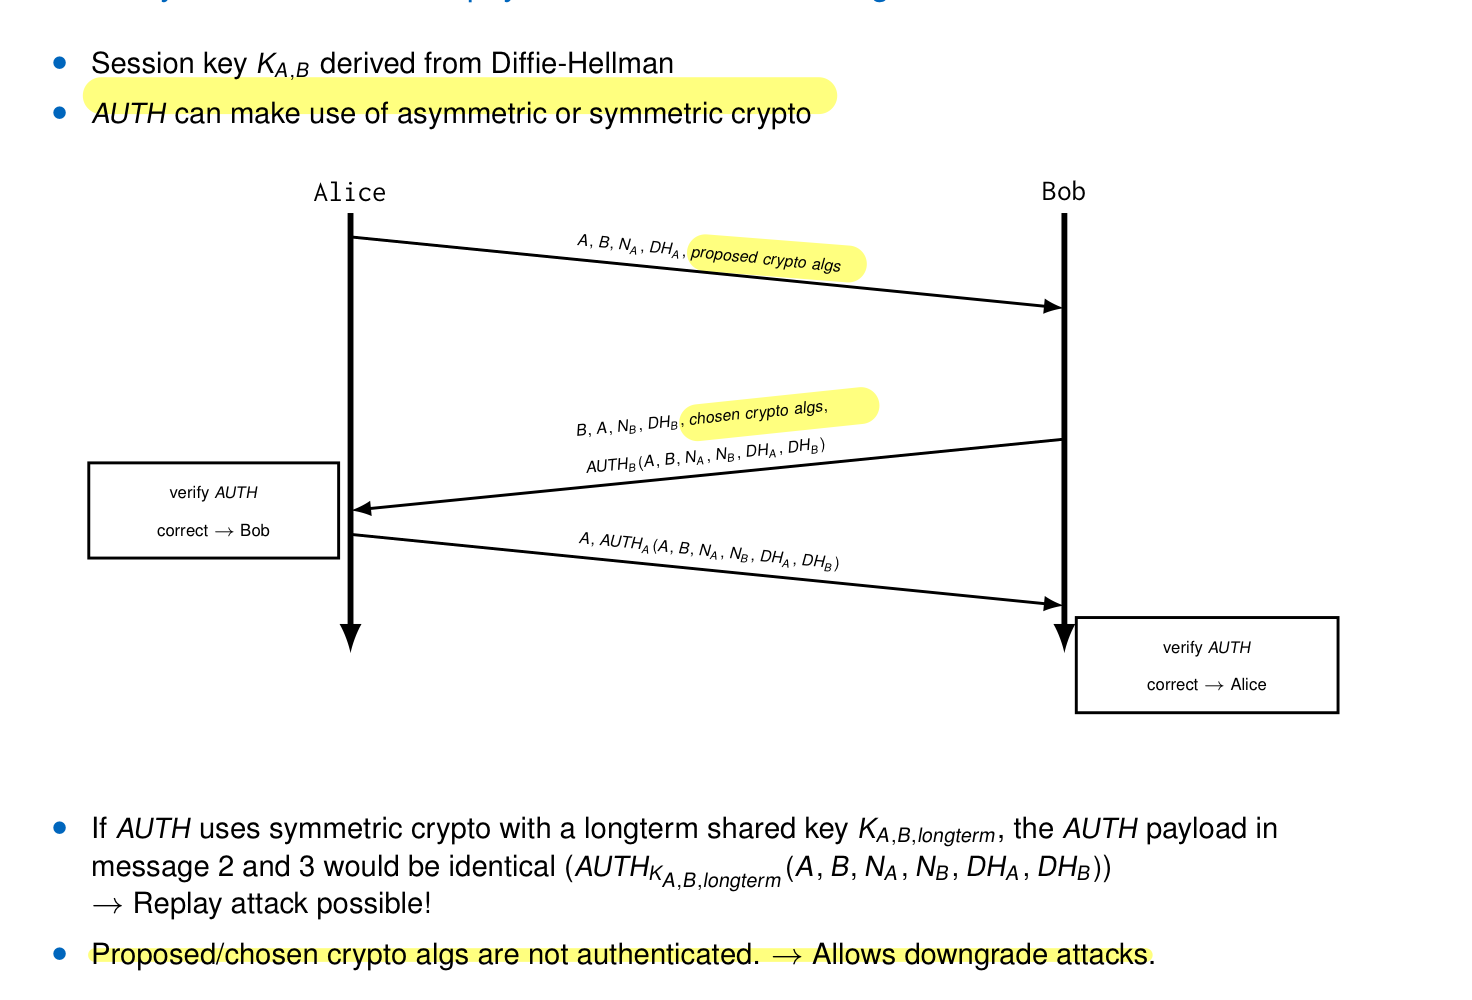 • Session key K_{A,B} derived from Diffie-Hellman
• AUTH can make use of asymmetric or symmetric crypto
Alice
Bob
A, B, N_A, DH_A, proposed crypto algs
B, A, N_B, DH_B, chosen crypto algs,
AUTH_B(A, B, N_A, N_B, DH_A, DH_B)
verify AUTH
correct → Bob
A, AUTH_A(A, B, N_A, N_B, DH_A, DH_B)
verify AUTH
correct → Alice
• If AUTH uses symmetric crypto with a longterm shared key K_{A,B,longterm}, the AUTH payload in
message 2 and 3 would be identical (AUTH_{K_{A,B,longterm}}(A, B, N_A, N_B, DH_A, DH_B))
→ Replay attack possible!
• Proposed/chosen crypto algs are not authenticated. → Allows downgrade attacks.